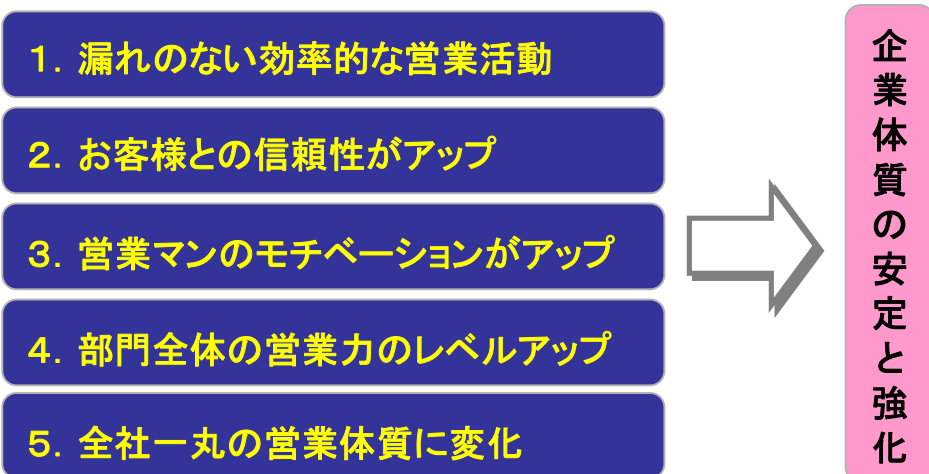 1. 漏れのない効率的な営業活動
2. お客様との信頼性がアップ
3. 営業マンのモチベーションがアップ
4. 部門全体の営業力のレベルアップ
5. 全社一丸の営業体質に変化
企業体質の安定と強化